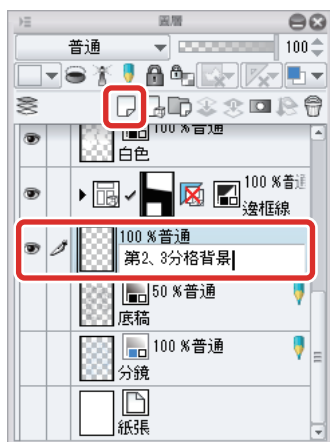 圖層
普通
100
100 %普通
白色
100 %普通
邊框線
100 %普通
第2、3分格背景
50 %普通
底稿
100 %普通
分鏡
紙張